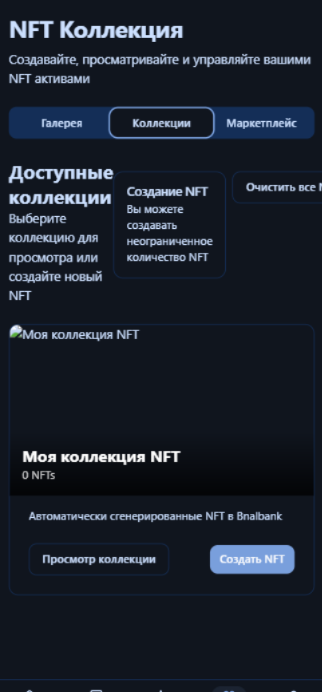 NFT Коллекция
Создавайте, просматривайте и управляйте вашими
NFT активами
Галерея
Коллекции
Маркетплейс
Доступные
коллекции
Выберите
коллекцию для
просмотра или
создайте новый
NFT
Создание NFT
Вы можете
создавать
неограниченное
количество NFT
Очистить все
Моя коллекция NFT
Моя коллекция NFT
0 NFTs
Автоматически сгенерированные NFT в Bnalbank
Просмотр коллекции
Создать NFT